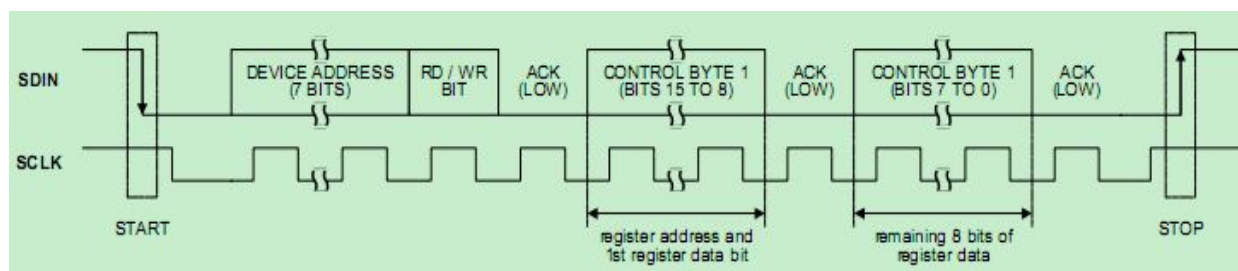 SDIN
DEVICE ADDRESS
(7 BITS)
RD / WR
BIT
ACK
(LOW)
CONTROL BYTE 1
(BITS 15 TO 8)
ACK
(LOW)
CONTROL BYTE 1
(BITS 7 TO 0)
ACK
(LOW)
SCLK
START
register address and
1st register data bit
remaining 8 bits of
register data
STOP